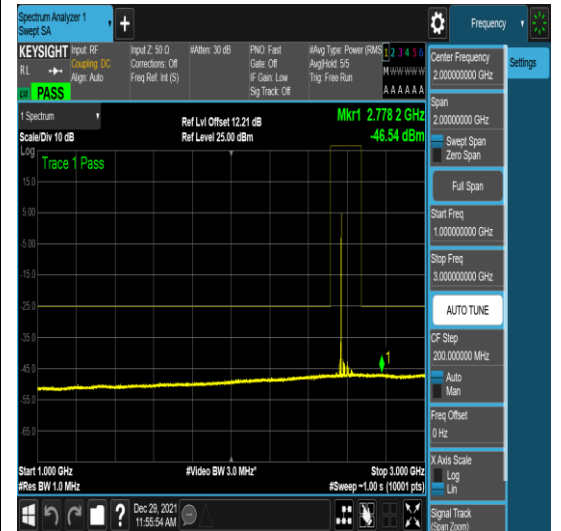 Spectrum Analyzer 1
Swept SA
+
Frequency
KEYSIGHT
RL
PASS
Input: RF
Coupling: DC
Align: Auto
Input Z: 50 Ω
Corrections: Off
Freq Ref: Int (S)
#Atten: 30 dB
PNO: Fast
Gate: Off
IF Gain: Low
Sig Track: Off
#Avg Type: Power (RMS
Avg|Hold: 5/5
Trig: Free Run
1 2 3 4 5 6
M W W W W W
A A A A A A
1 Spectrum
Scale/Div 10 dB
Ref Lvl Offset 12.21 dB
Ref Level 25.00 dBm
Mkr1 2.778 2 GHz
-46.54 dBm
Log
Trace 1 Pass
15.0
5.00
-5.00
-15.0
-25.0
-35.0
-45.0
-55.0
-65.0
1
Start 1.000 GHz
#Res BW 1.0 MHz
#Video BW 3.0 MHz*
Stop 3.000 GHz
#Sweep ~1.00 s (10001 pts)
?
Dec 29, 2021
11:55:54 AM
Center Frequency
2.000000000 GHz
Settings
Span
2.00000000 GHz
Swept Span
Zero Span
Full Span
Start Freq
1.000000000 GHz
Stop Freq
3.000000000 GHz
AUTO TUNE
CF Step
200.000000 MHz
Auto
Man
Freq Offset
0 Hz
X Axis Scale
Log
Lin
Signal Track
(Span Zoom)